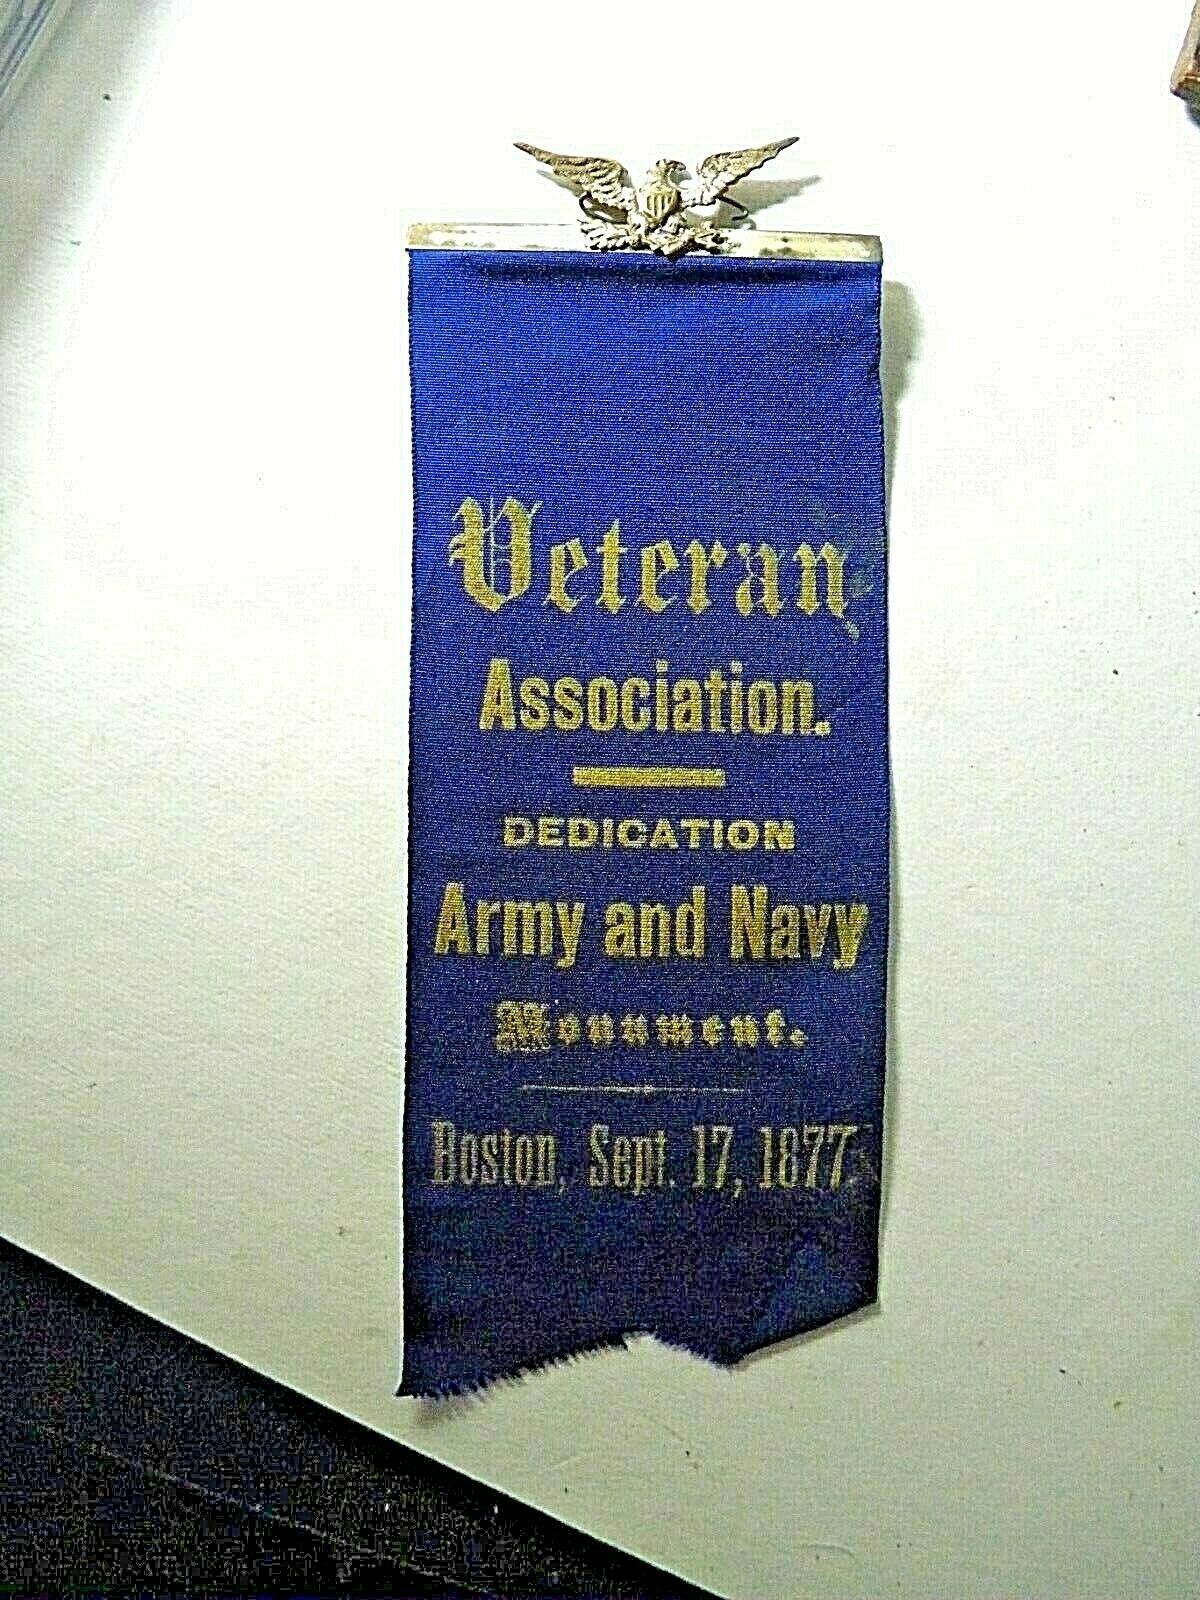 Veteran
Association.
DEDICATION
Army and Navy
Monument.
Boston, Sept. 17, 1877.